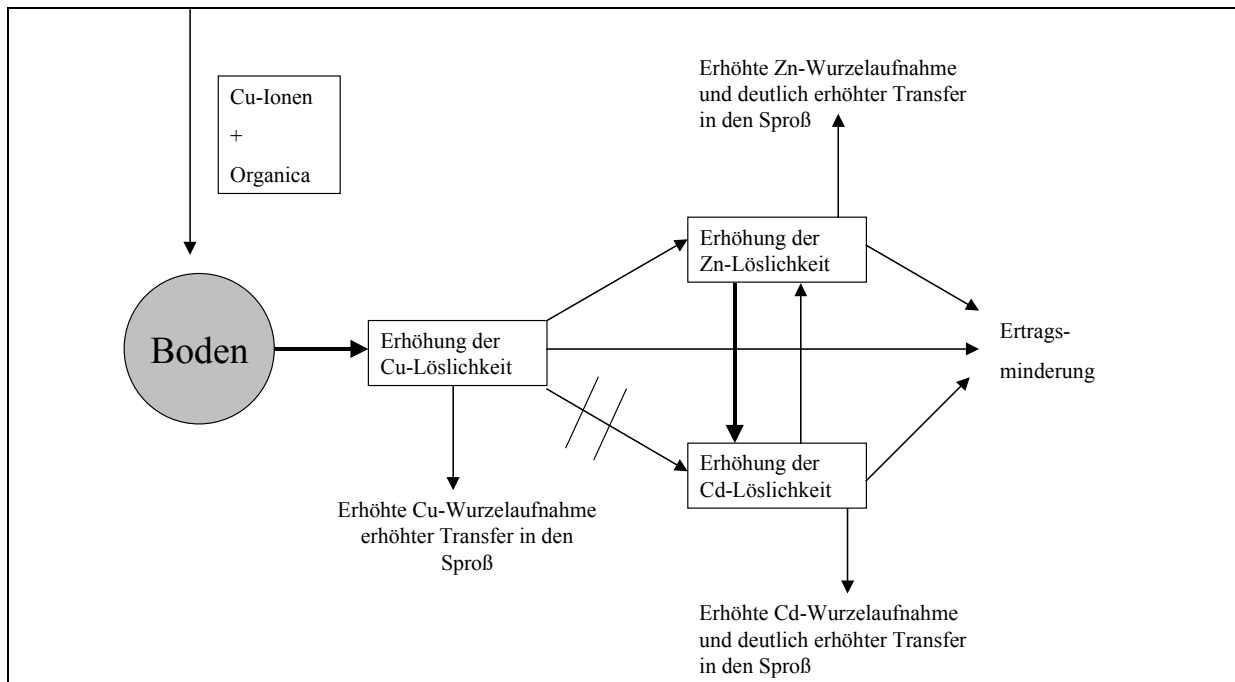 Cu-Ionen
+
Organica
Boden
Erhöhung der
Cu-Löslichkeit
Erhöhte Cu-Wurzelaufnahme
erhöhter Transfer in den
Sproß
Erhöhte Zn-Wurzelaufnahme
und deutlich erhöhter Transfer
in den Sproß
Erhöhung der
Zn-Löslichkeit
Erhöhung der
Cd-Löslichkeit
Erhöhte Cd-Wurzelaufnahme
und deutlich erhöhter Transfer
in den Sproß
Ertrags-
minderung